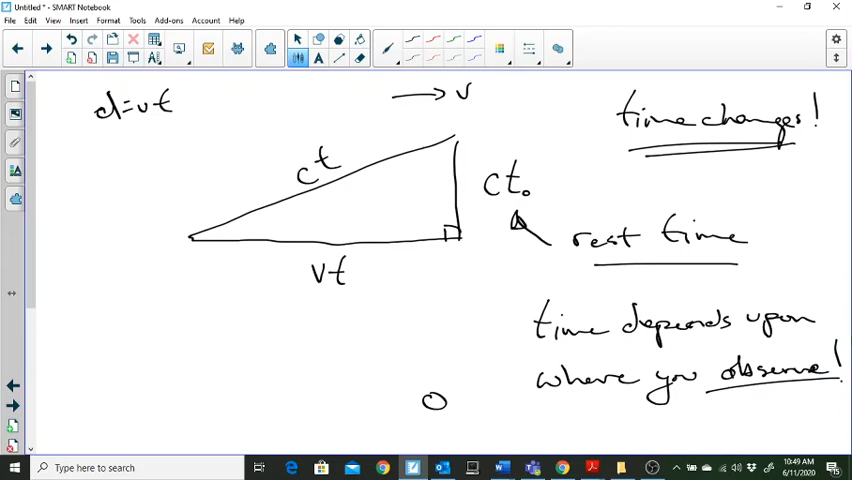 Untitled * - SMART Notebook
File Edit View Insert Format Tools Add-ons Account Help
d=vt
→ v
time changes!
ct
ct₀
rest time
vt
time depends upon
where you observe!
O
Type here to search
10:49 AM
6/11/2020